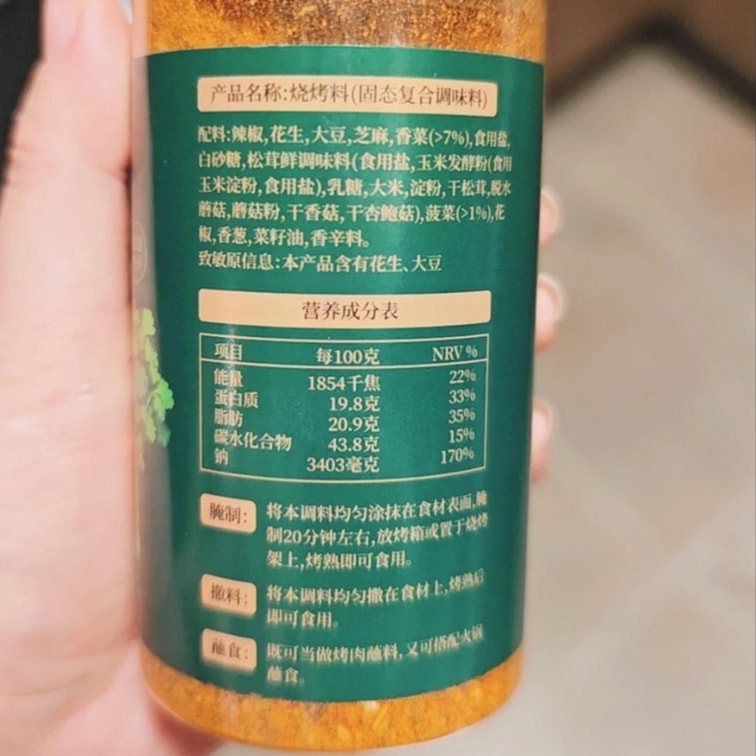 产品名称:烧烤料(固态复合调味料)
配料:辣椒,花生,大豆,芝麻,香菜(>7%),食用盐,
白砂糖,松茸鲜调味料(食用盐,玉米发酵粉(食用
玉米淀粉,食用盐),乳糖,大米,淀粉,干松茸,脱水
蘑菇,蘑菇粉,干香菇,干杏鲍菇),菠菜(>1%),花
椒,香葱,菜籽油,香辛料。
致敏原信息:本产品含有花生、大豆
营养成分表
项目 每100克 NRV %
能量 1854千焦 22%
蛋白质 19.8克 33%
脂肪 20.9克 35%
碳水化合物 43.8克 15%
钠 3403毫克 170%
腌制: 将本调料均匀涂抹在食材表面,腌
制20分钟左右,放烤箱或置于烧烤
架上,烤熟即可食用。
撒料: 将本调料均匀撒在食材上,烤熟后
即可食用。
蘸食: 既可当做烤肉蘸料,又可搭配火锅
蘸食。